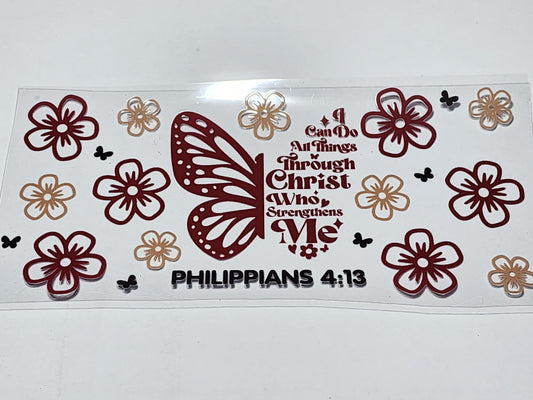 I
Can Do
All Things
Through
Christ
Who
Strengthens
Me
PHILIPPIANS 4:13